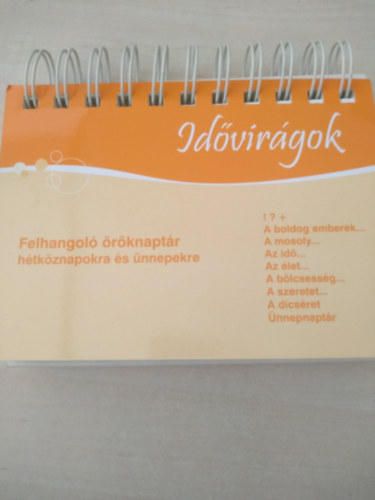 Idővirágok
Felhangoló öröknaptár
hétköznapokra és ünnepekre
! ? +
A boldog emberek...
A mosoly...
Az idő...
Az élet...
A bölcsesség...
A szeretet...
A dicséret
Ünnepnaptár